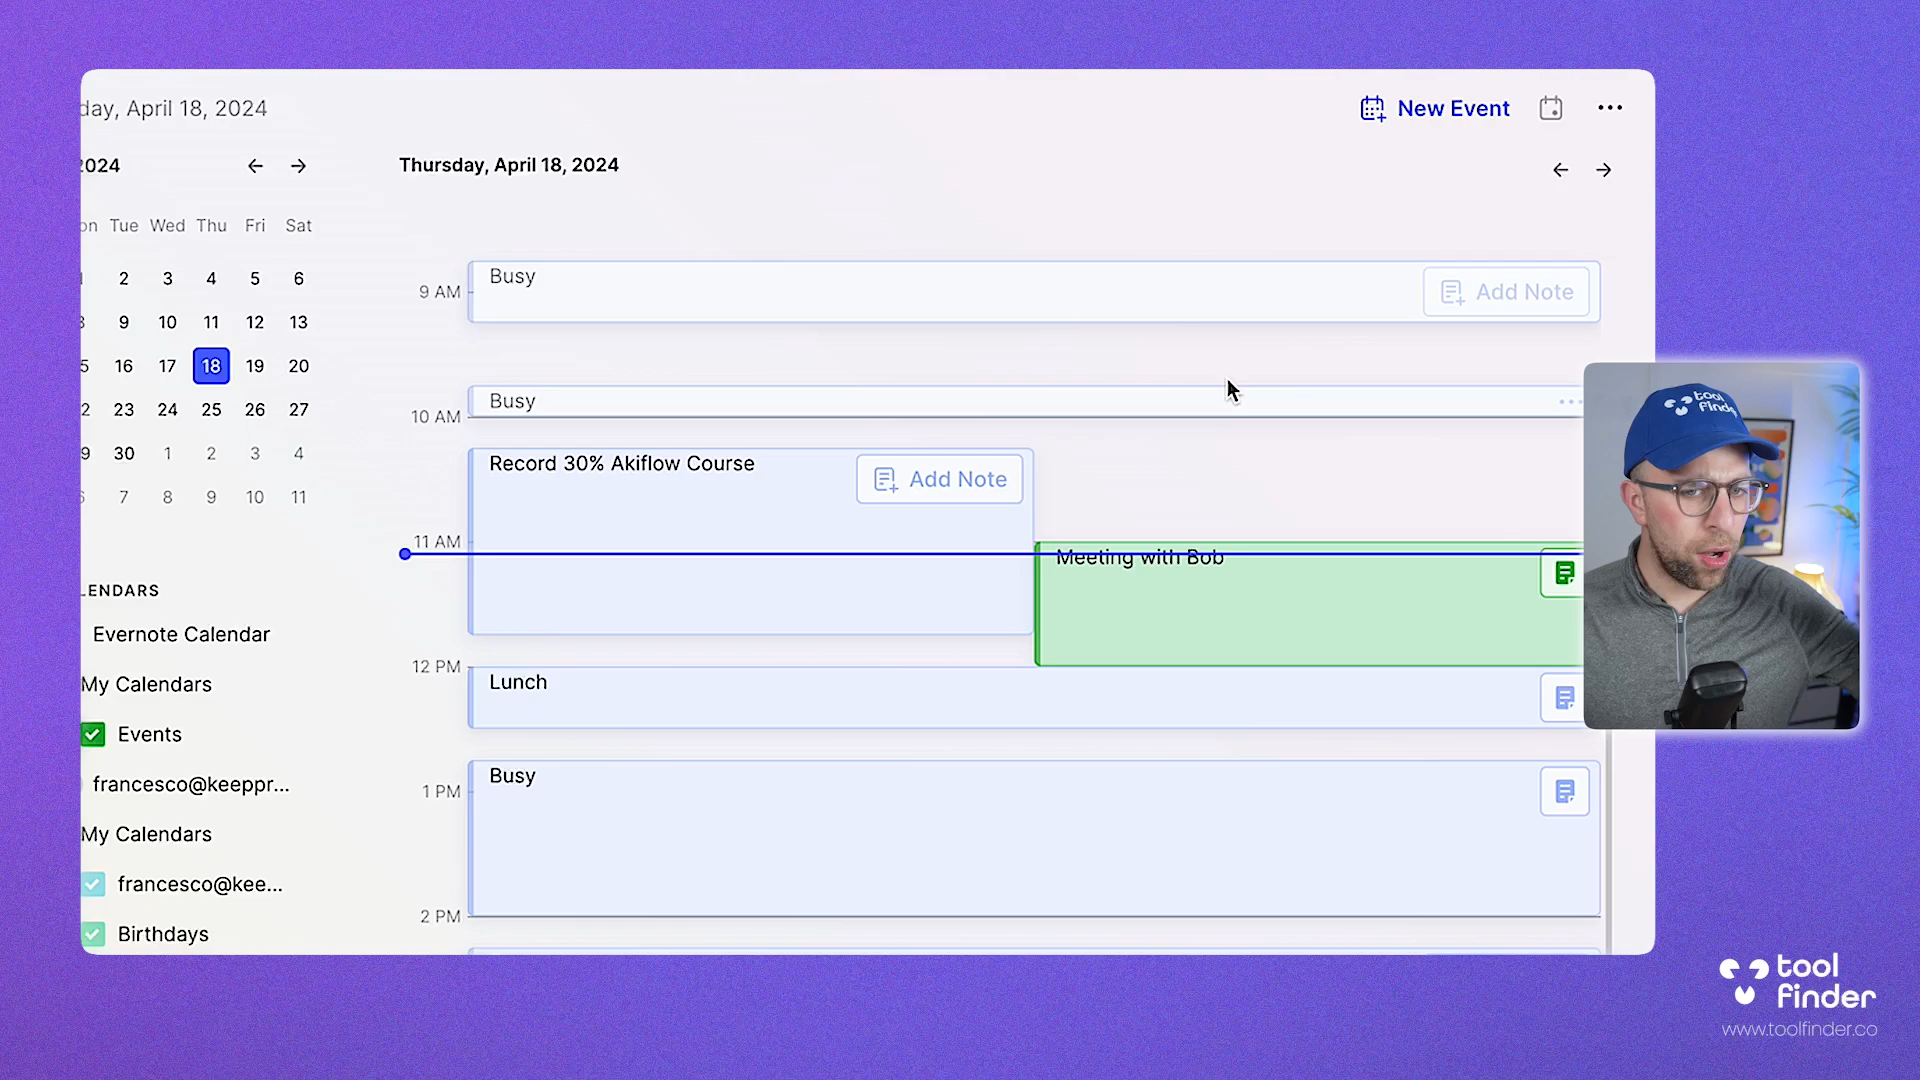 day, April 18, 2024
New Event
2024
Thursday, April 18, 2024
Tue Wed Thu Fri Sat
2 3 4 5 6
9 10 11 12 13
16 17 18 19 20
23 24 25 26 27
30 1 2 3 4
7 8 9 10 11
9 AM
Busy
Add Note
10 AM
Busy
Record 30% Akiflow Course
Add Note
11 AM
Meeting with Bob
12 PM
Lunch
1 PM
Busy
2 PM
LENDARS
Evernote Calendar
My Calendars
Events
francesco@keeppr...
My Calendars
francesco@kee...
Birthdays
tool
finder
tool
finder
www.toolfinder.co